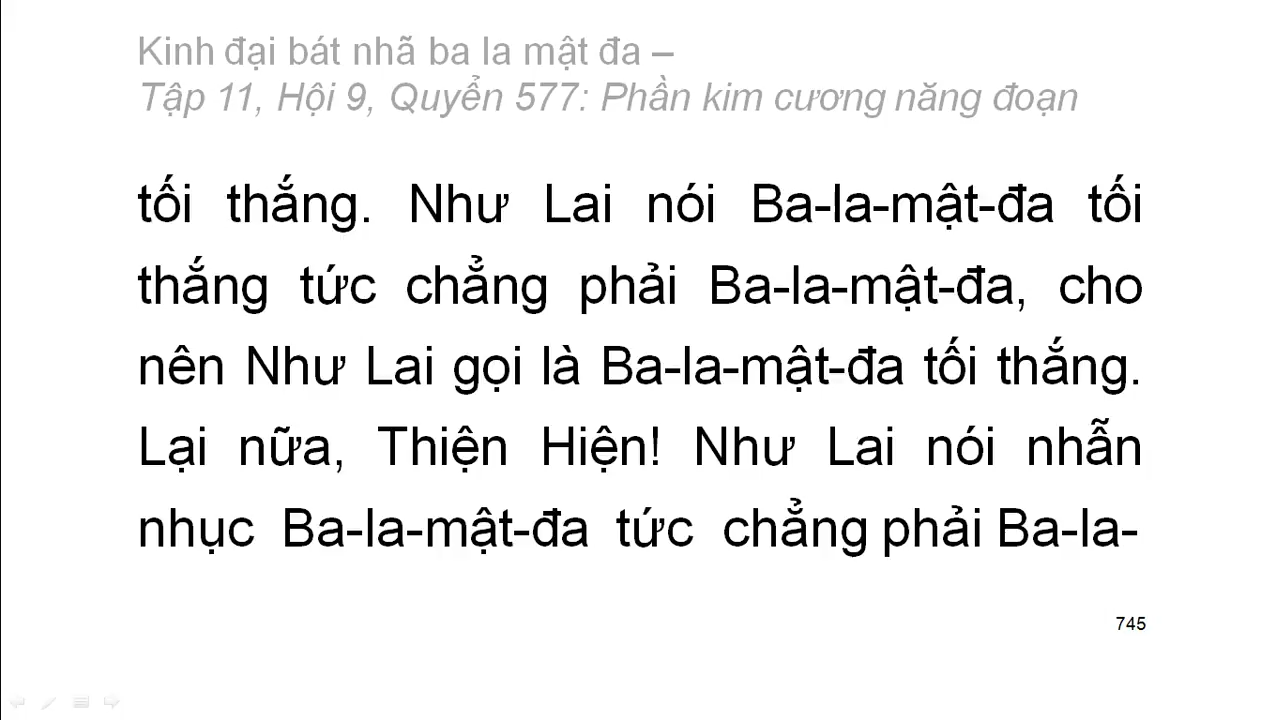 Kinh đại bát nhã ba la mật đa –
Tập 11, Hội 9, Quyển 577: Phần kim cương năng đoạn
tối thắng. Như Lai nói Ba-la-mật-đa tối
thắng tức chẳng phải Ba-la-mật-đa, cho
nên Như Lai gọi là Ba-la-mật-đa tối thắng.
Lại nữa, Thiện Hiện! Như Lai nói nhẫn
nhục Ba-la-mật-đa tức chẳng phải Ba-la-
745